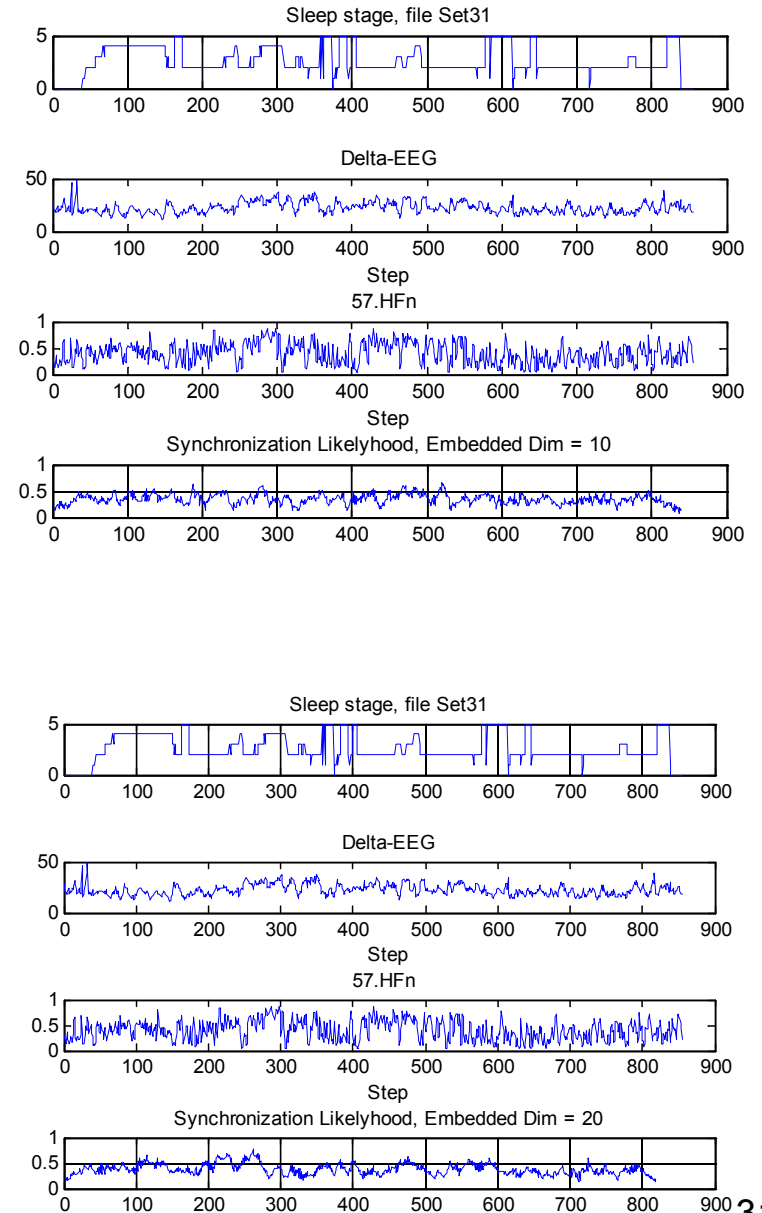 Sleep stage, file Set31
5
0
0 100 200 300 400 500 600 700 800 900
Delta-EEG
50
0
0 100 200 300 400 500 600 700 800 900
Step
57.HFn
1
0.5
0
0 100 200 300 400 500 600 700 800 900
Step
Synchronization Likelyhood, Embedded Dim = 10
1
0.5
0
0 100 200 300 400 500 600 700 800 900
Sleep stage, file Set31
5
0
0 100 200 300 400 500 600 700 800 900
Delta-EEG
50
0
0 100 200 300 400 500 600 700 800 900
Step
57.HFn
1
0.5
0
0 100 200 300 400 500 600 700 800 900
Step
Synchronization Likelyhood, Embedded Dim = 20
1
0.5
0
0 100 200 300 400 500 600 700 800 900